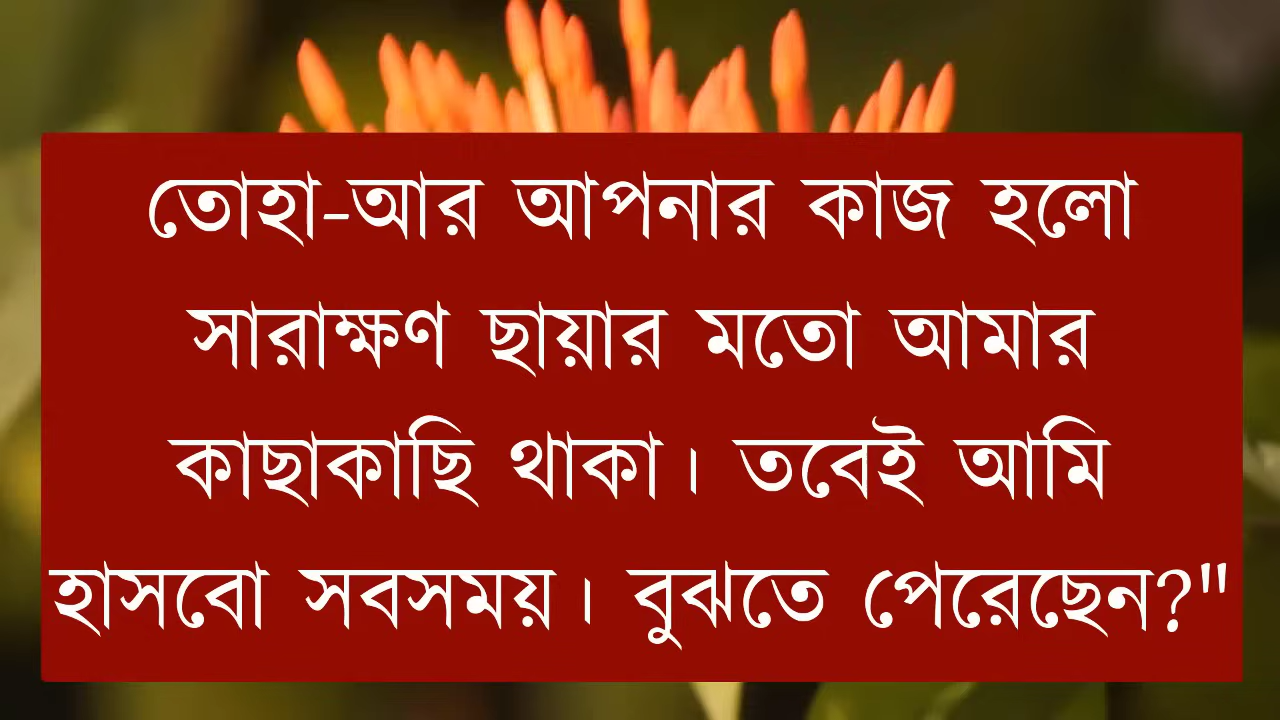 তোহা-আর আপনার কাজ হলো
সারাক্ষণ ছায়ার মতো আমার
কাছাকাছি থাকা। তবেই আমি
হাসবো সবসময়। বুঝতে পেরেছেন?"